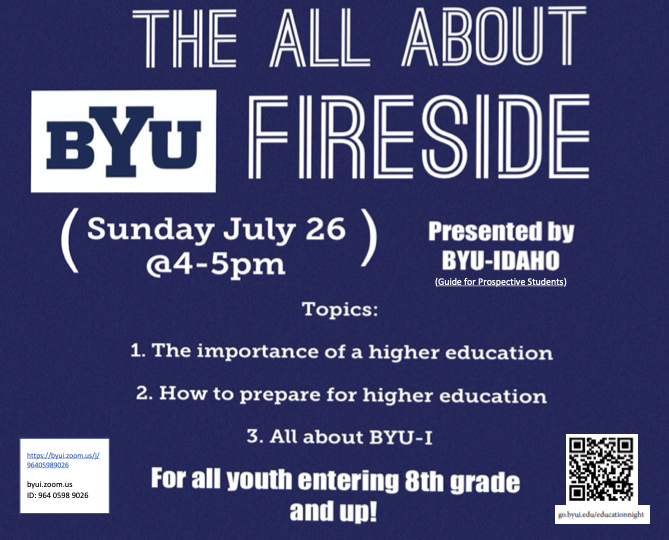 THE ALL ABOUT
BYU FIRESIDE
(Sunday July 26
@4-5pm)
Presented by
BYU-IDAHO
(Guide for Prospective Students)
Topics:
1. The importance of a higher education
2. How to prepare for higher education
3. All about BYU-I
For all youth entering 8th grade
and up!
https://byui.zoom.us/j/
96405989026
byui.zoom.us
ID: 964 0598 9026
go.byui.edu/educationnight